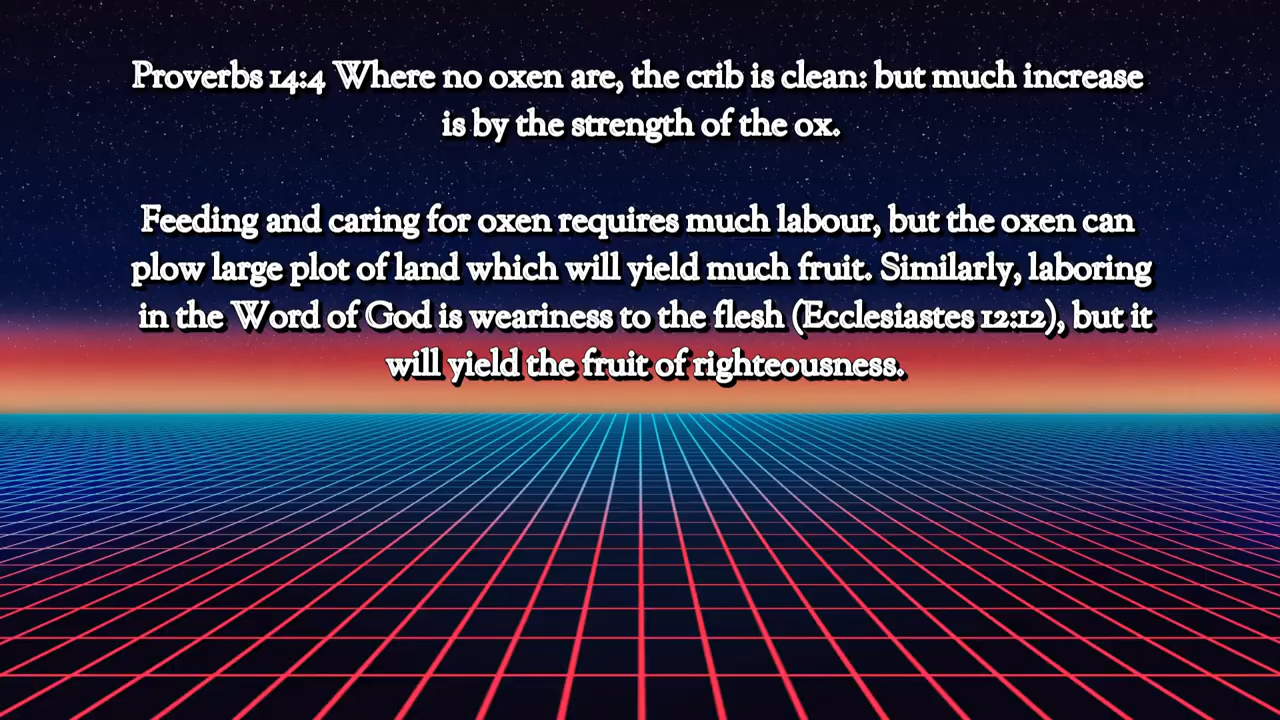 Proverbs 14:4 Where no oxen are, the crib is clean: but much increase
is by the strength of the ox.
Feeding and caring for oxen requires much labour, but the oxen can
plow large plot of land which will yield much fruit. Similarly, laboring
in the Word of God is weariness to the flesh (Ecclesiastes 12:12), but it
will yield the fruit of righteousness.